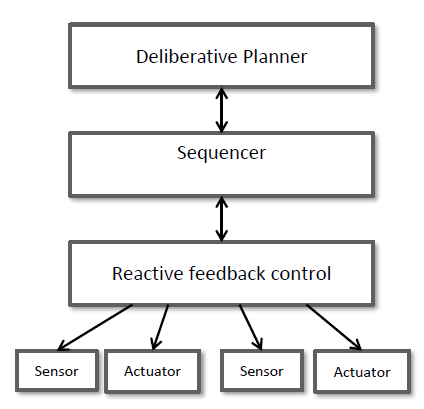 Deliberative Planner
Sequencer
Reactive feedback control
Sensor
Actuator
Sensor
Actuator